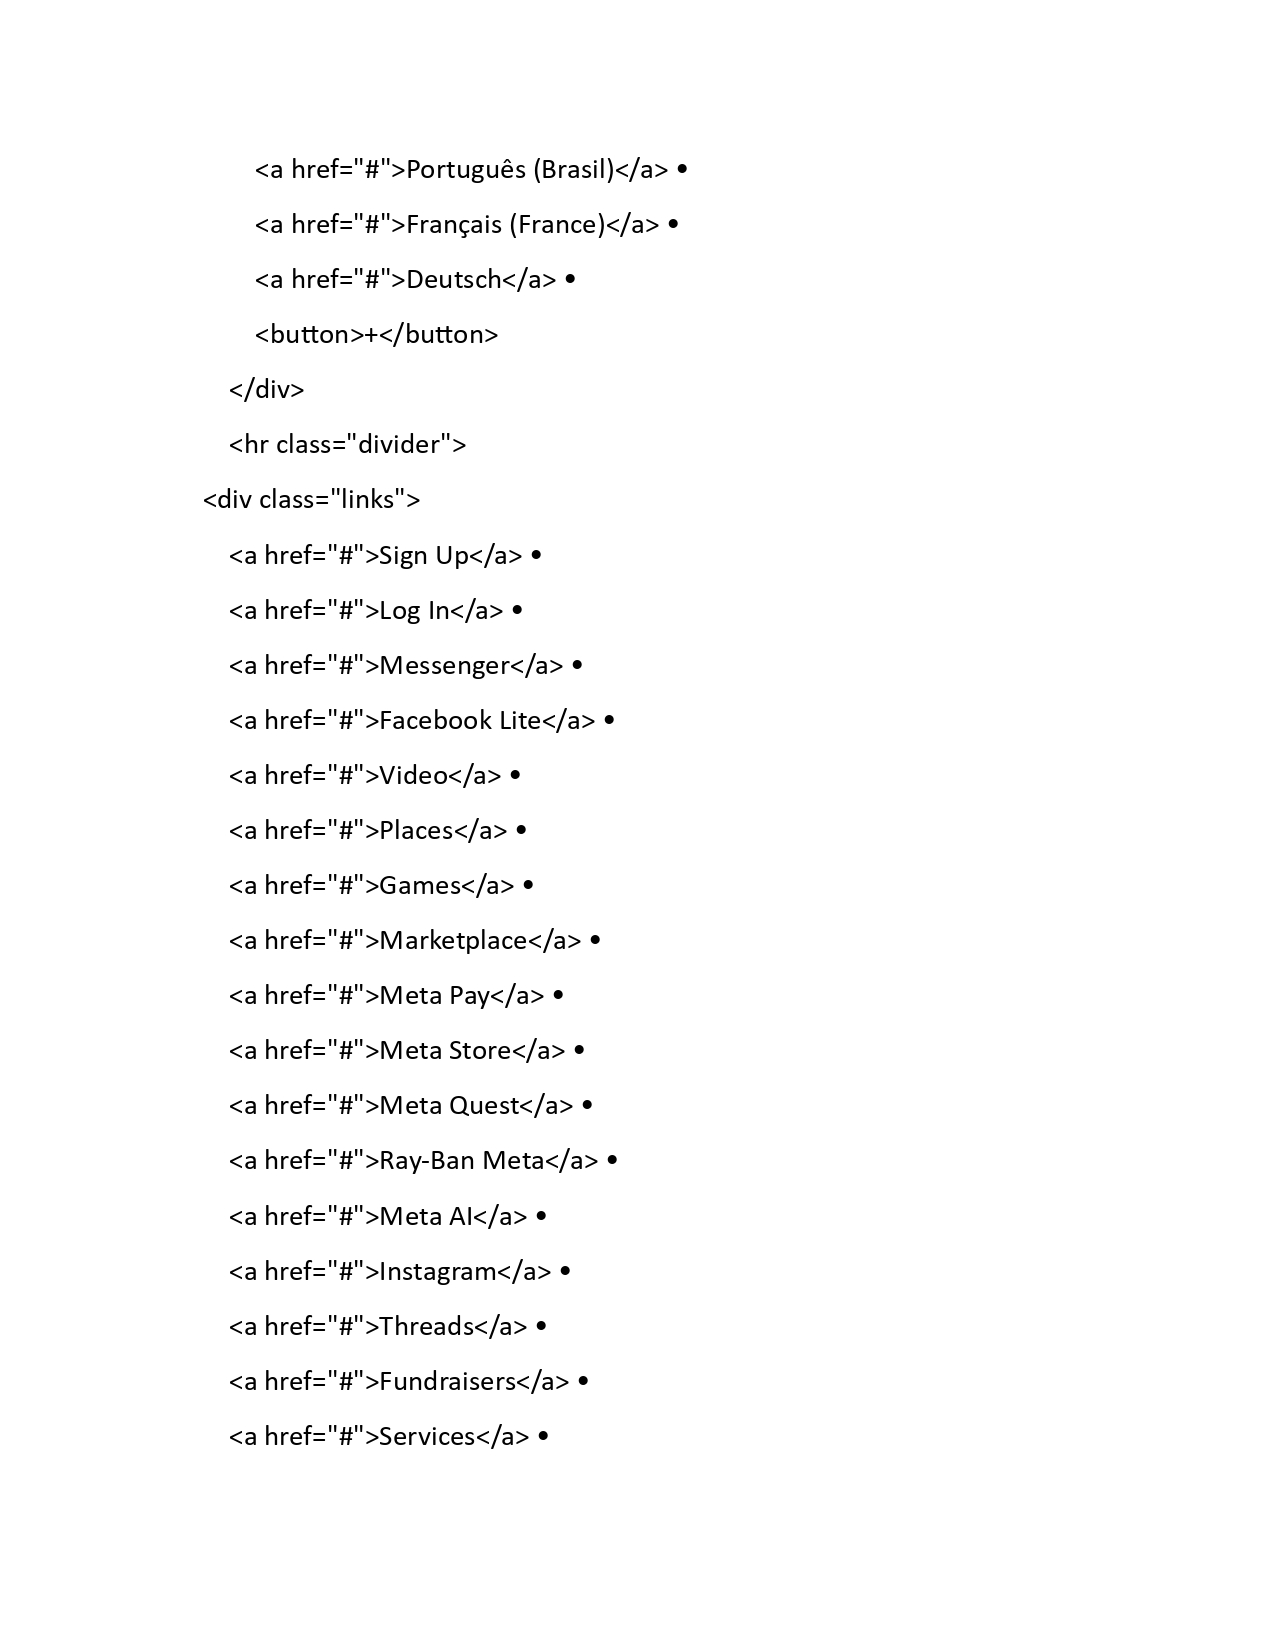 <a href="#">Português (Brasil)</a> •
<a href="#">Français (France)</a> •
<a href="#">Deutsch</a> •
<button>+</button>
</div>
<hr class="divider">
<div class="links">
<a href="#">Sign Up</a> •
<a href="#">Log In</a> •
<a href="#">Messenger</a> •
<a href="#">Facebook Lite</a> •
<a href="#">Video</a> •
<a href="#">Places</a> •
<a href="#">Games</a> •
<a href="#">Marketplace</a> •
<a href="#">Meta Pay</a> •
<a href="#">Meta Store</a> •
<a href="#">Meta Quest</a> •
<a href="#">Ray-Ban Meta</a> •
<a href="#">Meta AI</a> •
<a href="#">Instagram</a> •
<a href="#">Threads</a> •
<a href="#">Fundraisers</a> •
<a href="#">Services</a> •